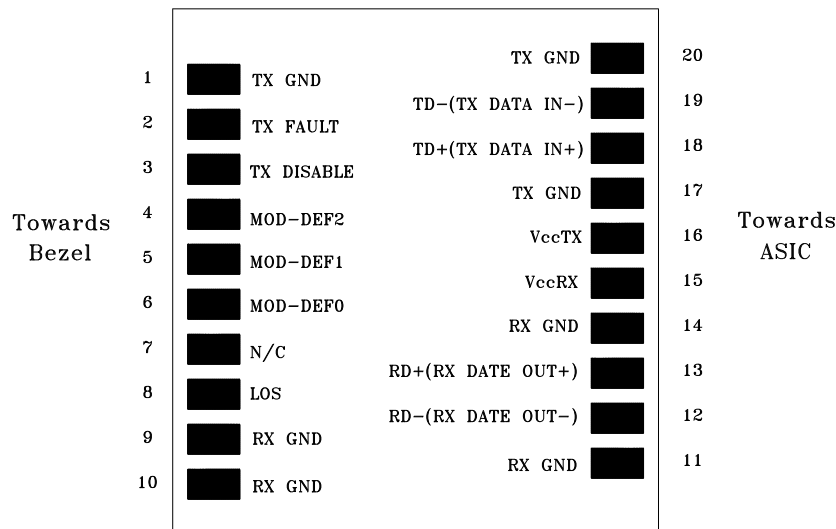 Towards
Bezel
1 TX GND
2 TX FAULT
3 TX DISABLE
4 MOD-DEF2
5 MOD-DEF1
6 MOD-DEF0
7 N/C
8 LOS
9 RX GND
10 RX GND
TX GND 20
TD-(TX DATA IN-) 19
TD+(TX DATA IN+) 18
TX GND 17
VccTX 16
VccRX 15
RX GND 14
RD+(RX DATE OUT+) 13
RD-(RX DATE OUT-) 12
RX GND 11
Towards
ASIC